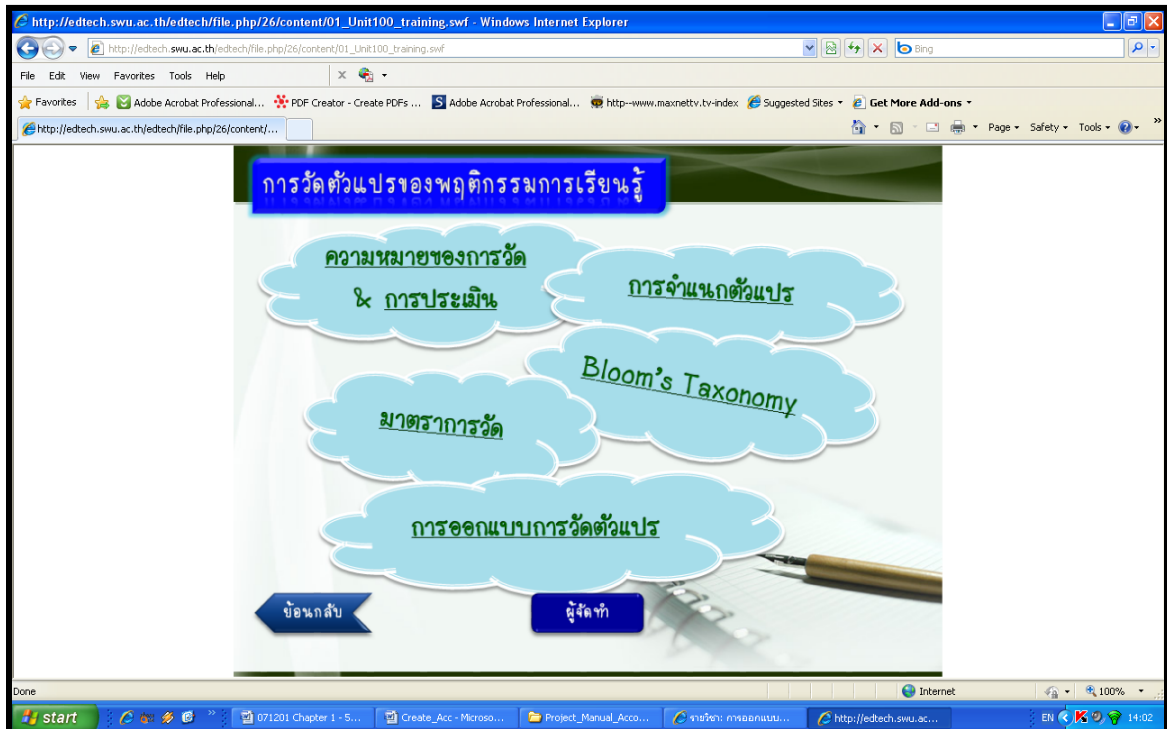 http://edtech.swu.ac.th/edtech/file.php/26/content/01_Unit100_training.swf - Windows Internet Explorer
http://edtech.swu.ac.th/edtech/file.php/26/content/01_Unit100_training.swf
Bing
File Edit View Favorites Tools Help
Favorites Adobe Acrobat Professional... PDF Creator - Create PDFs ... Adobe Acrobat Professional... http--www.maxnettv.tv-index Suggested Sites Get More Add-ons
http://edtech.swu.ac.th/edtech/file.php/26/content/...
Page Safety Tools
การวัดตัวแปรของพฤติกรรมการเรียนรู้
ความหมายของการวัด
& การประเมิน
การจำแนกตัวแปร
Bloom's Taxonomy
มาตราการวัด
การออกแบบการวัดตัวแปร
ย้อนกลับ
ผู้จัดทำ
Done
Internet
100%
start
071201 Chapter 1 - 5...
Create_Acc - Microso...
Project_Manual_Acco...
รายวิชา: การออกแบบ...
http://edtech.swu.ac...
EN
14:02